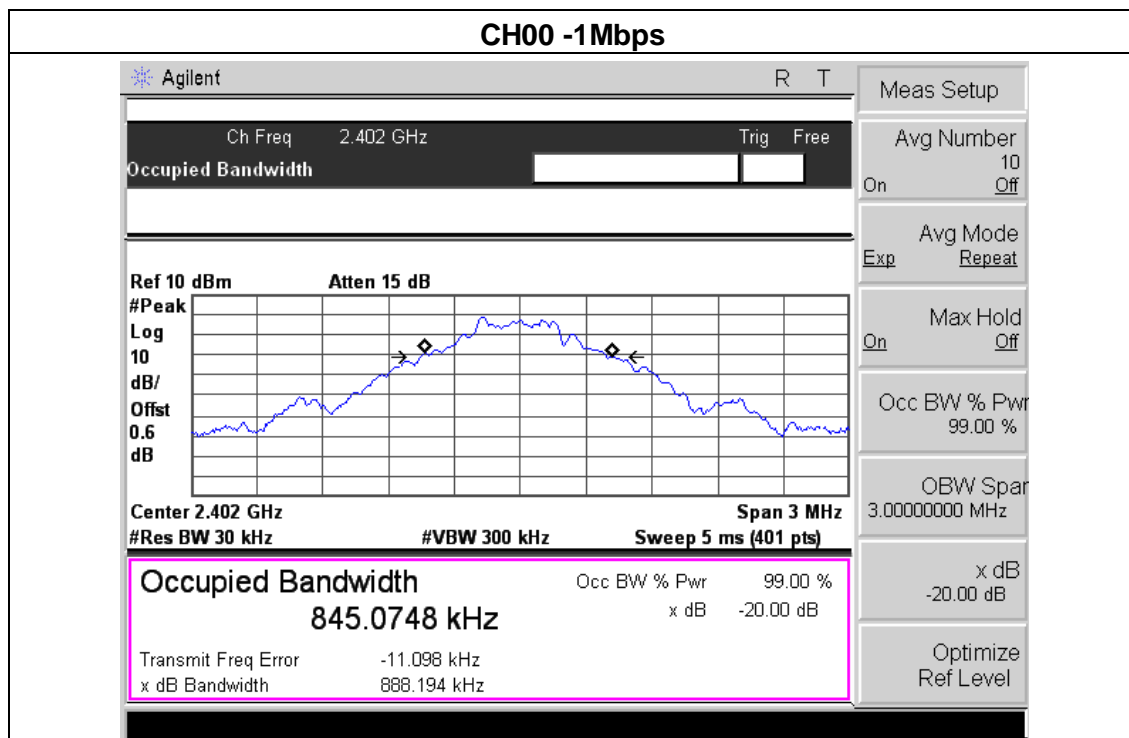 CH00 -1Mbps
Agilent R T
Ch Freq 2.402 GHz Trig Free
Occupied Bandwidth
Ref 10 dBm Atten 15 dB
#Peak
Log
10
dB/
Offst
0.6
dB
Center 2.402 GHz Span 3 MHz
#Res BW 30 kHz #VBW 300 kHz Sweep 5 ms (401 pts)
Occupied Bandwidth
845.0748 kHz
Occ BW % Pwr 99.00 %
x dB -20.00 dB
Transmit Freq Error -11.098 kHz
x dB Bandwidth 888.194 kHz
Meas Setup
Avg Number
10
On Off
Avg Mode
Exp Repeat
Max Hold
On Off
Occ BW % Pwr
99.00 %
OBW Span
3.00000000 MHz
x dB
-20.00 dB
Optimize
Ref Level